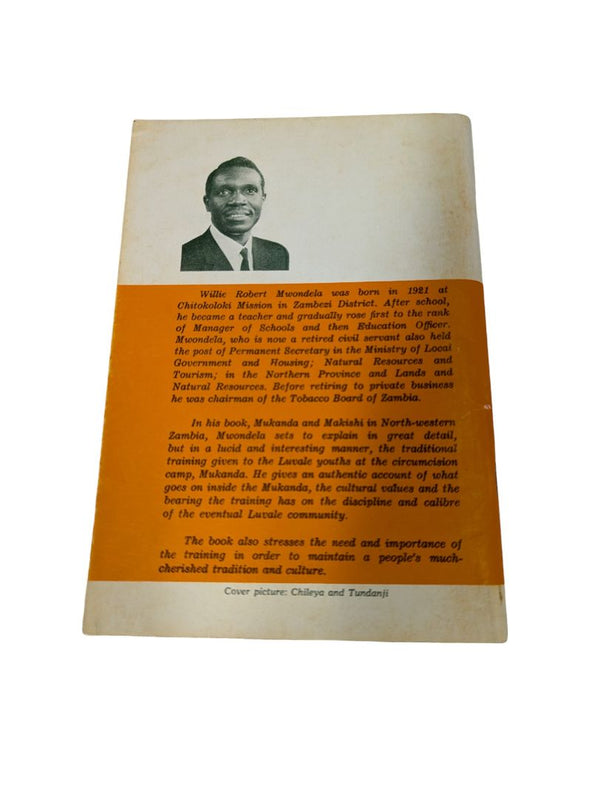 Willie Robert Mwondela was born in 1921 at
Chitokoloki Mission in Zambezi District. After school,
he became a teacher and gradually rose first to the rank
of Manager of Schools and then Education Officer.
Mwondela, who is now a retired civil servant also held
the post of Permanent Secretary in the Ministry of Local
Government and Housing; Natural Resources and
Tourism; in the Northern Province and Lands and
Natural Resources. Before retiring to private business
he was chairman of the Tobacco Board of Zambia.
In his book, Mukanda and Makishi in North-western
Zambia, Mwondela sets to explain in great detail,
but in a lucid and interesting manner, the traditional
training given to the Luvale youths at the circumcision
camp, Mukanda. He gives an authentic account of what
goes on inside the Mukanda, the cultural values and the
bearing the training has on the discipline and calibre
of the eventual Luvale community.
The book also stresses the need and importance of
the training in order to maintain a people's much-
cherished tradition and culture.
Cover picture: Chileya and Tundanji